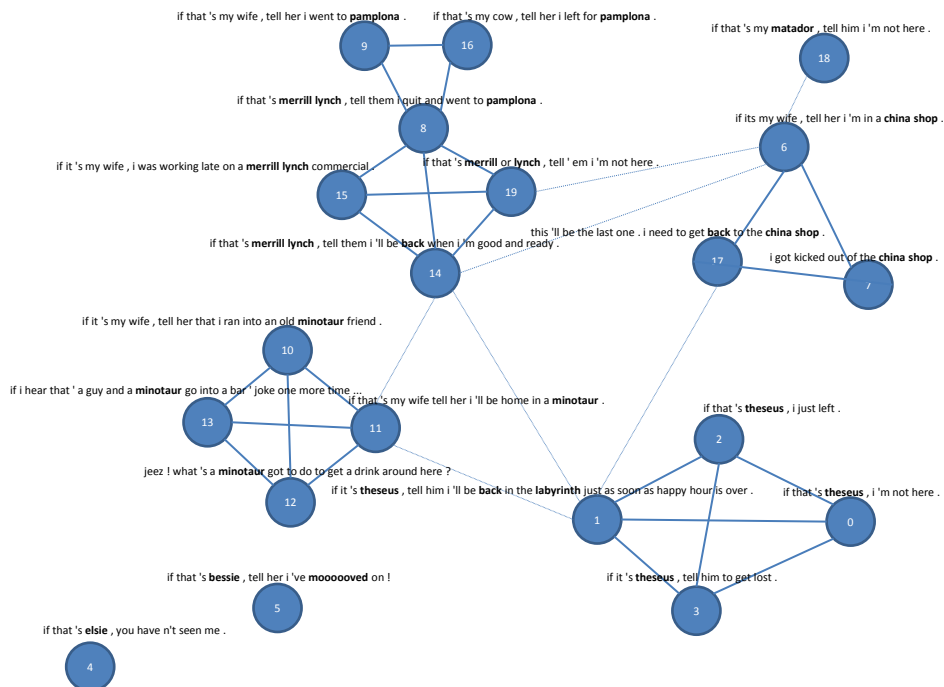 if that 's my wife , tell her i went to pamplona .
if that 's my cow , tell her i left for pamplona .
9
16
if that 's my matador , tell him i 'm not here .
18
if that 's merrill lynch , tell them i quit and went to pamplona .
8
if its my wife , tell her i 'm in a china shop .
6
if it 's my wife , i was working late on a merrill lynch commercial .
if that 's merrill or lynch , tell ' em i 'm not here .
15
19
this 'll be the last one . i need to get back to the china shop .
if that 's merrill lynch , tell them i 'll be back when i 'm good and ready .
i got kicked out of the china shop .
14
17
7
if it 's my wife , tell her that i ran into an old minotaur friend .
10
if i hear that ' a guy and a minotaur go into a bar ' joke one more time ...
if that 's my wife tell her i 'll be home in a minotaur .
13
11
if that 's theseus , i just left .
2
jeez ! what 's a minotaur got to do to get a drink around here ?
12
if it 's theseus , tell him i 'll be back in the labyrinth just as soon as happy hour is over .
if that 's theseus , i 'm not here .
1
0
if that 's bessie , tell her i 've moooooved on !
5
if it 's theseus , tell him to get lost .
3
if that 's elsie , you have n't seen me .
4